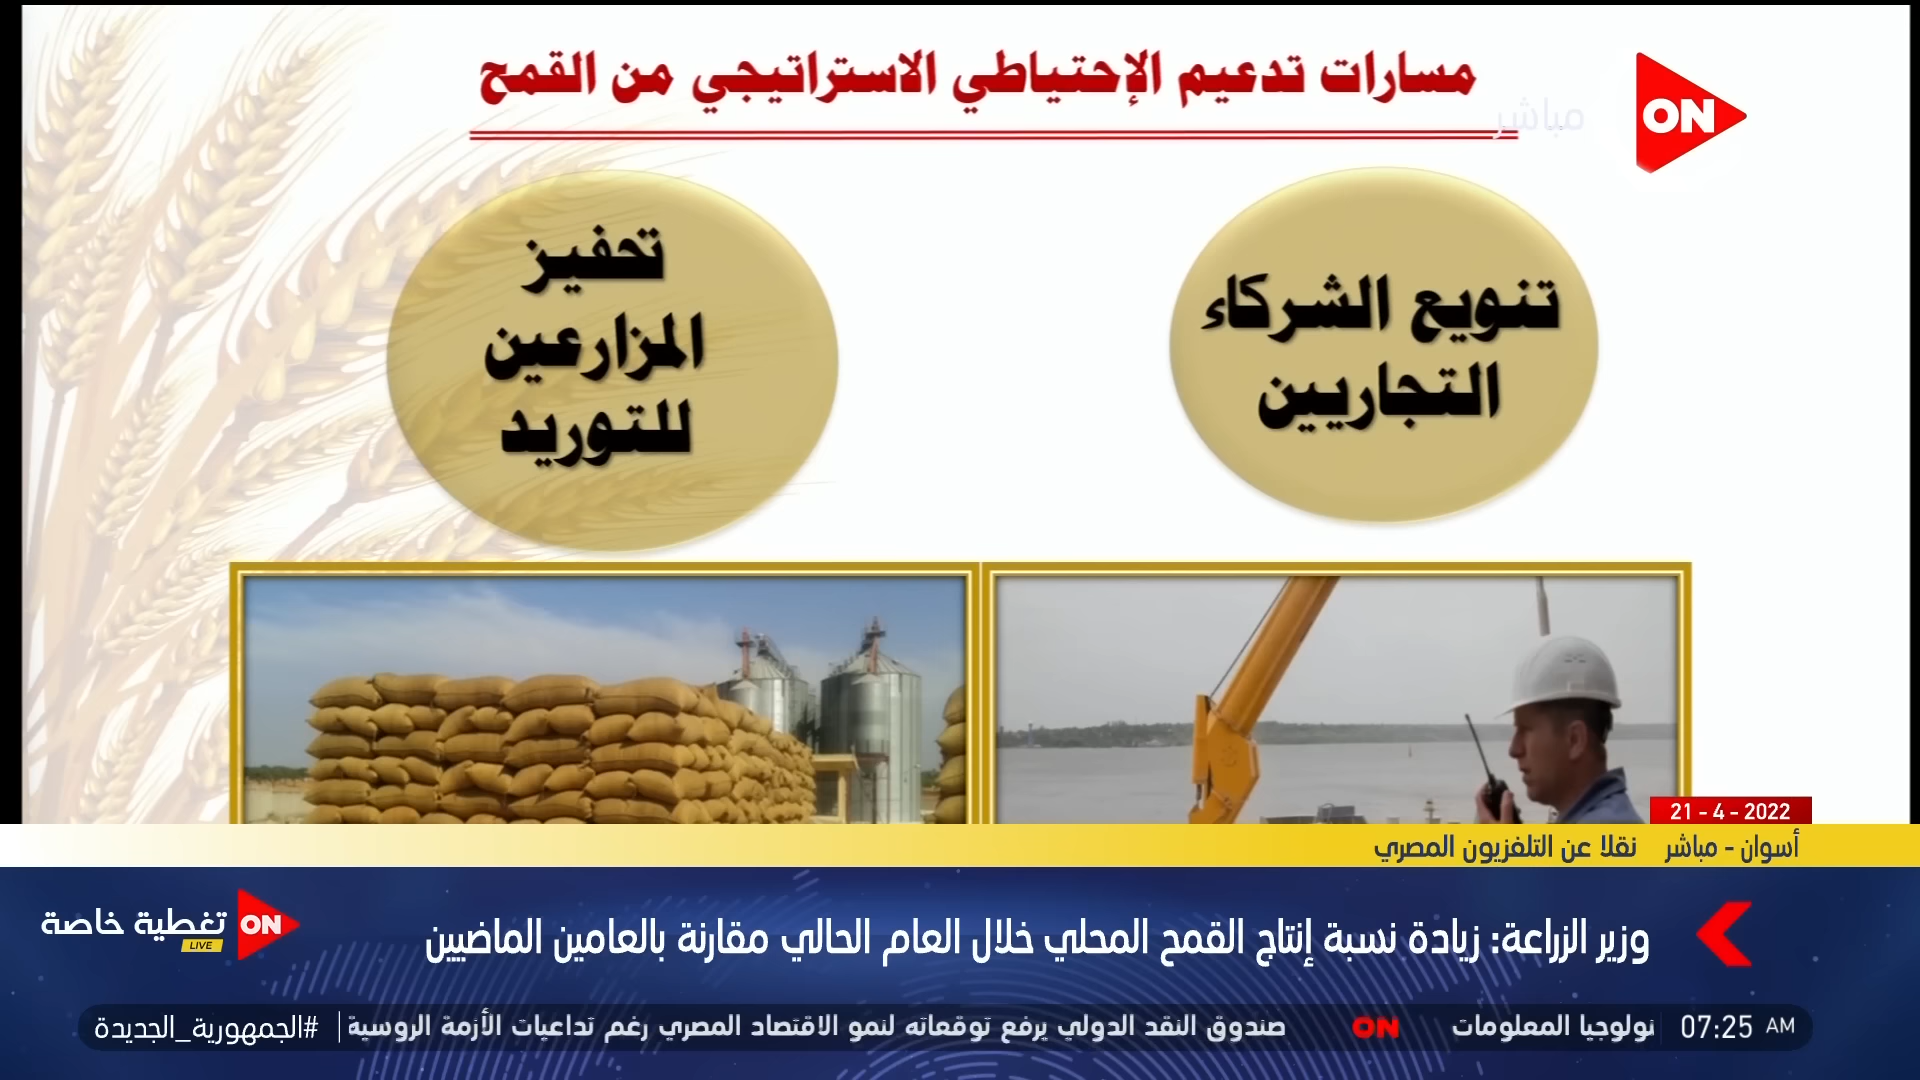 مسارات تدعيم الإحتياطي الاستراتيجي من القمح
مباشر
ON
تنويع الشركاء
التجاريين
تحفيز
المزارعين
للتوريد
21 - 4 - 2022
أسوان - مباشر نقلا عن التلفزيون المصري
وزير الزراعة: زيادة نسبة إنتاج القمح المحلي خلال العام الحالي مقارنة بالعامين الماضيين
ON تغطية خاصة
LIVE
07:25 AM
نولوجيا المعلومات ON صندوق النقد الدولي يرفع توقعاته لنمو الاقتصاد المصري رغم تداعيات الأزمة الروسية
#الجمهورية_الجديدة